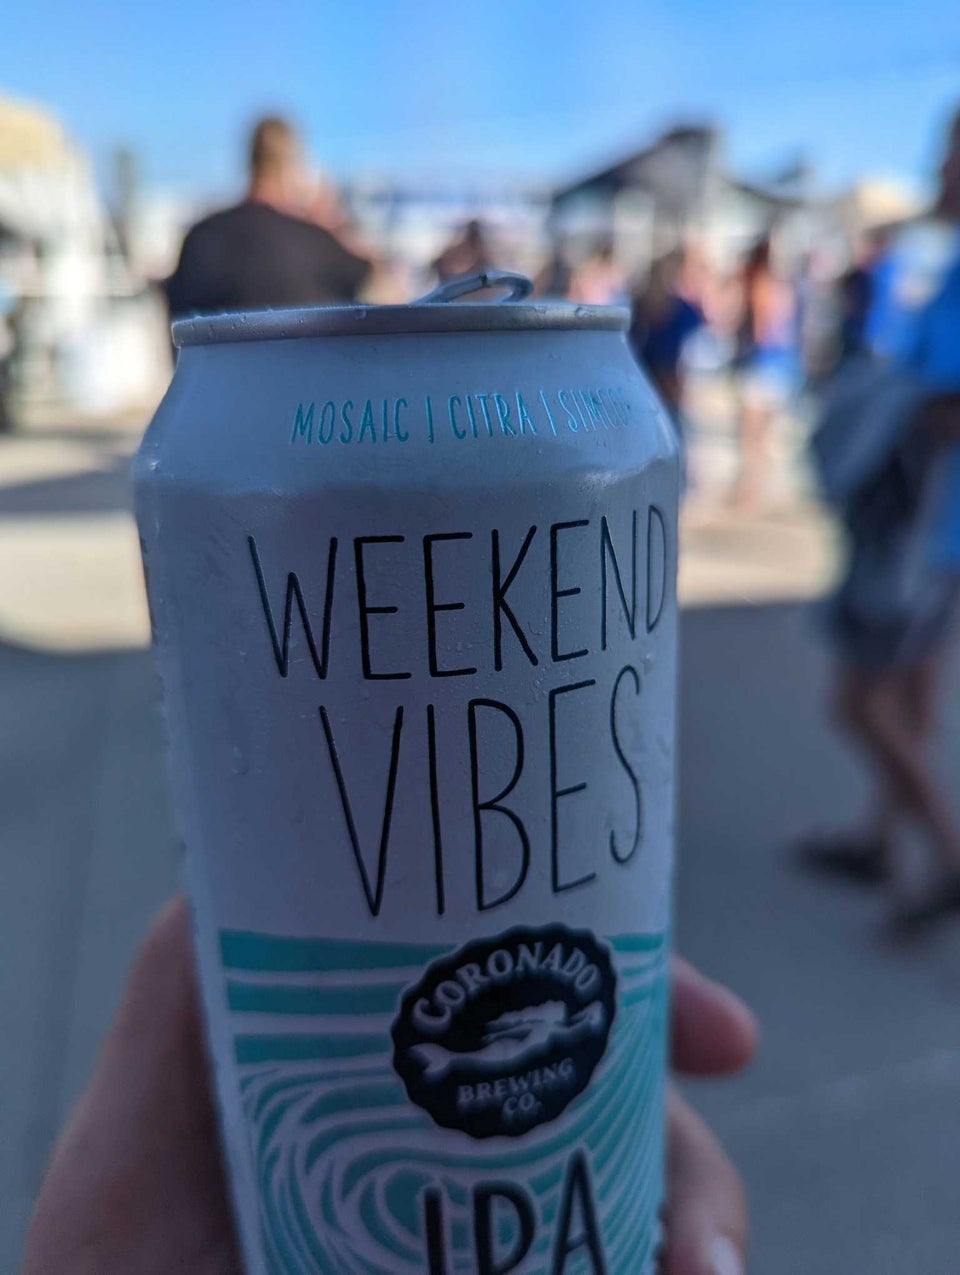 MOSAIC | CITRA | SIMCOE
WEEKEND
VIBES
CORONADO
BREWING
CO.
IPA